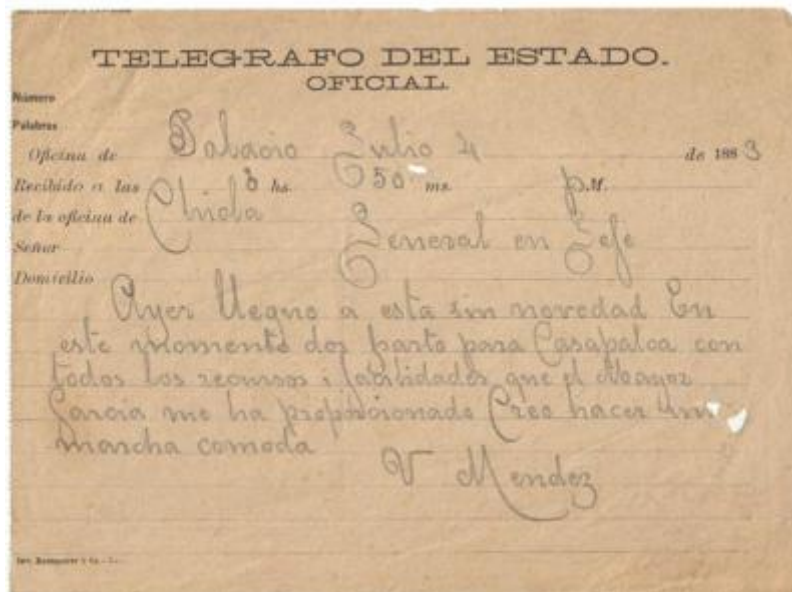 TELEGRAFO DEL ESTADO.
OFICIAL
Número
Palabras
Oficina de Palacio Julio 4 de 1883
Recibido a las 3 hs. 50 ms. p.M.
de la oficina de Chicla
Señor General en Jefe
Domicilio
Ayer llegue a esta sin novedad En
este momento dos parto para Casapalca con
todos los recursos i facilidades que el Mayor
Garcia me ha proporcionado Creo hacer una
marcha comoda
V Mendez